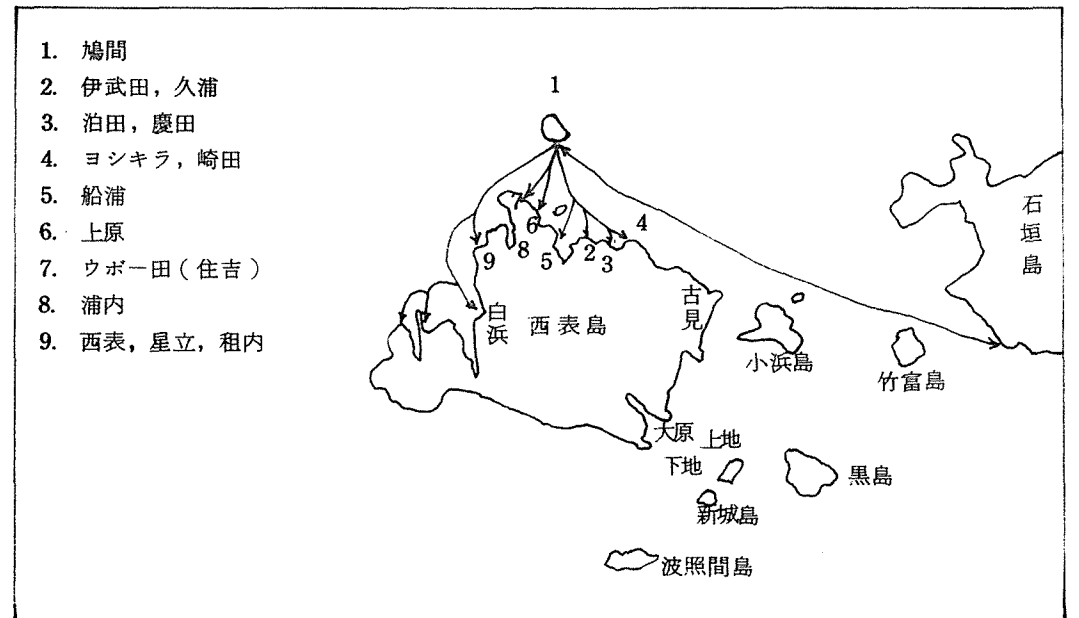 1. 鳩間
2. 伊武田，久浦
3. 泊田，慶田
4. ヨシキラ，崎田
5. 船浦
6. 上原
7. ウボー田（住吉）
8. 浦内
9. 西表，星立，租内
1
6
4
9
8
5
2
3
石垣島
古見
白浜
西表島
小浜島
竹富島
大原
上地
下地
黒島
新城島
波照間島